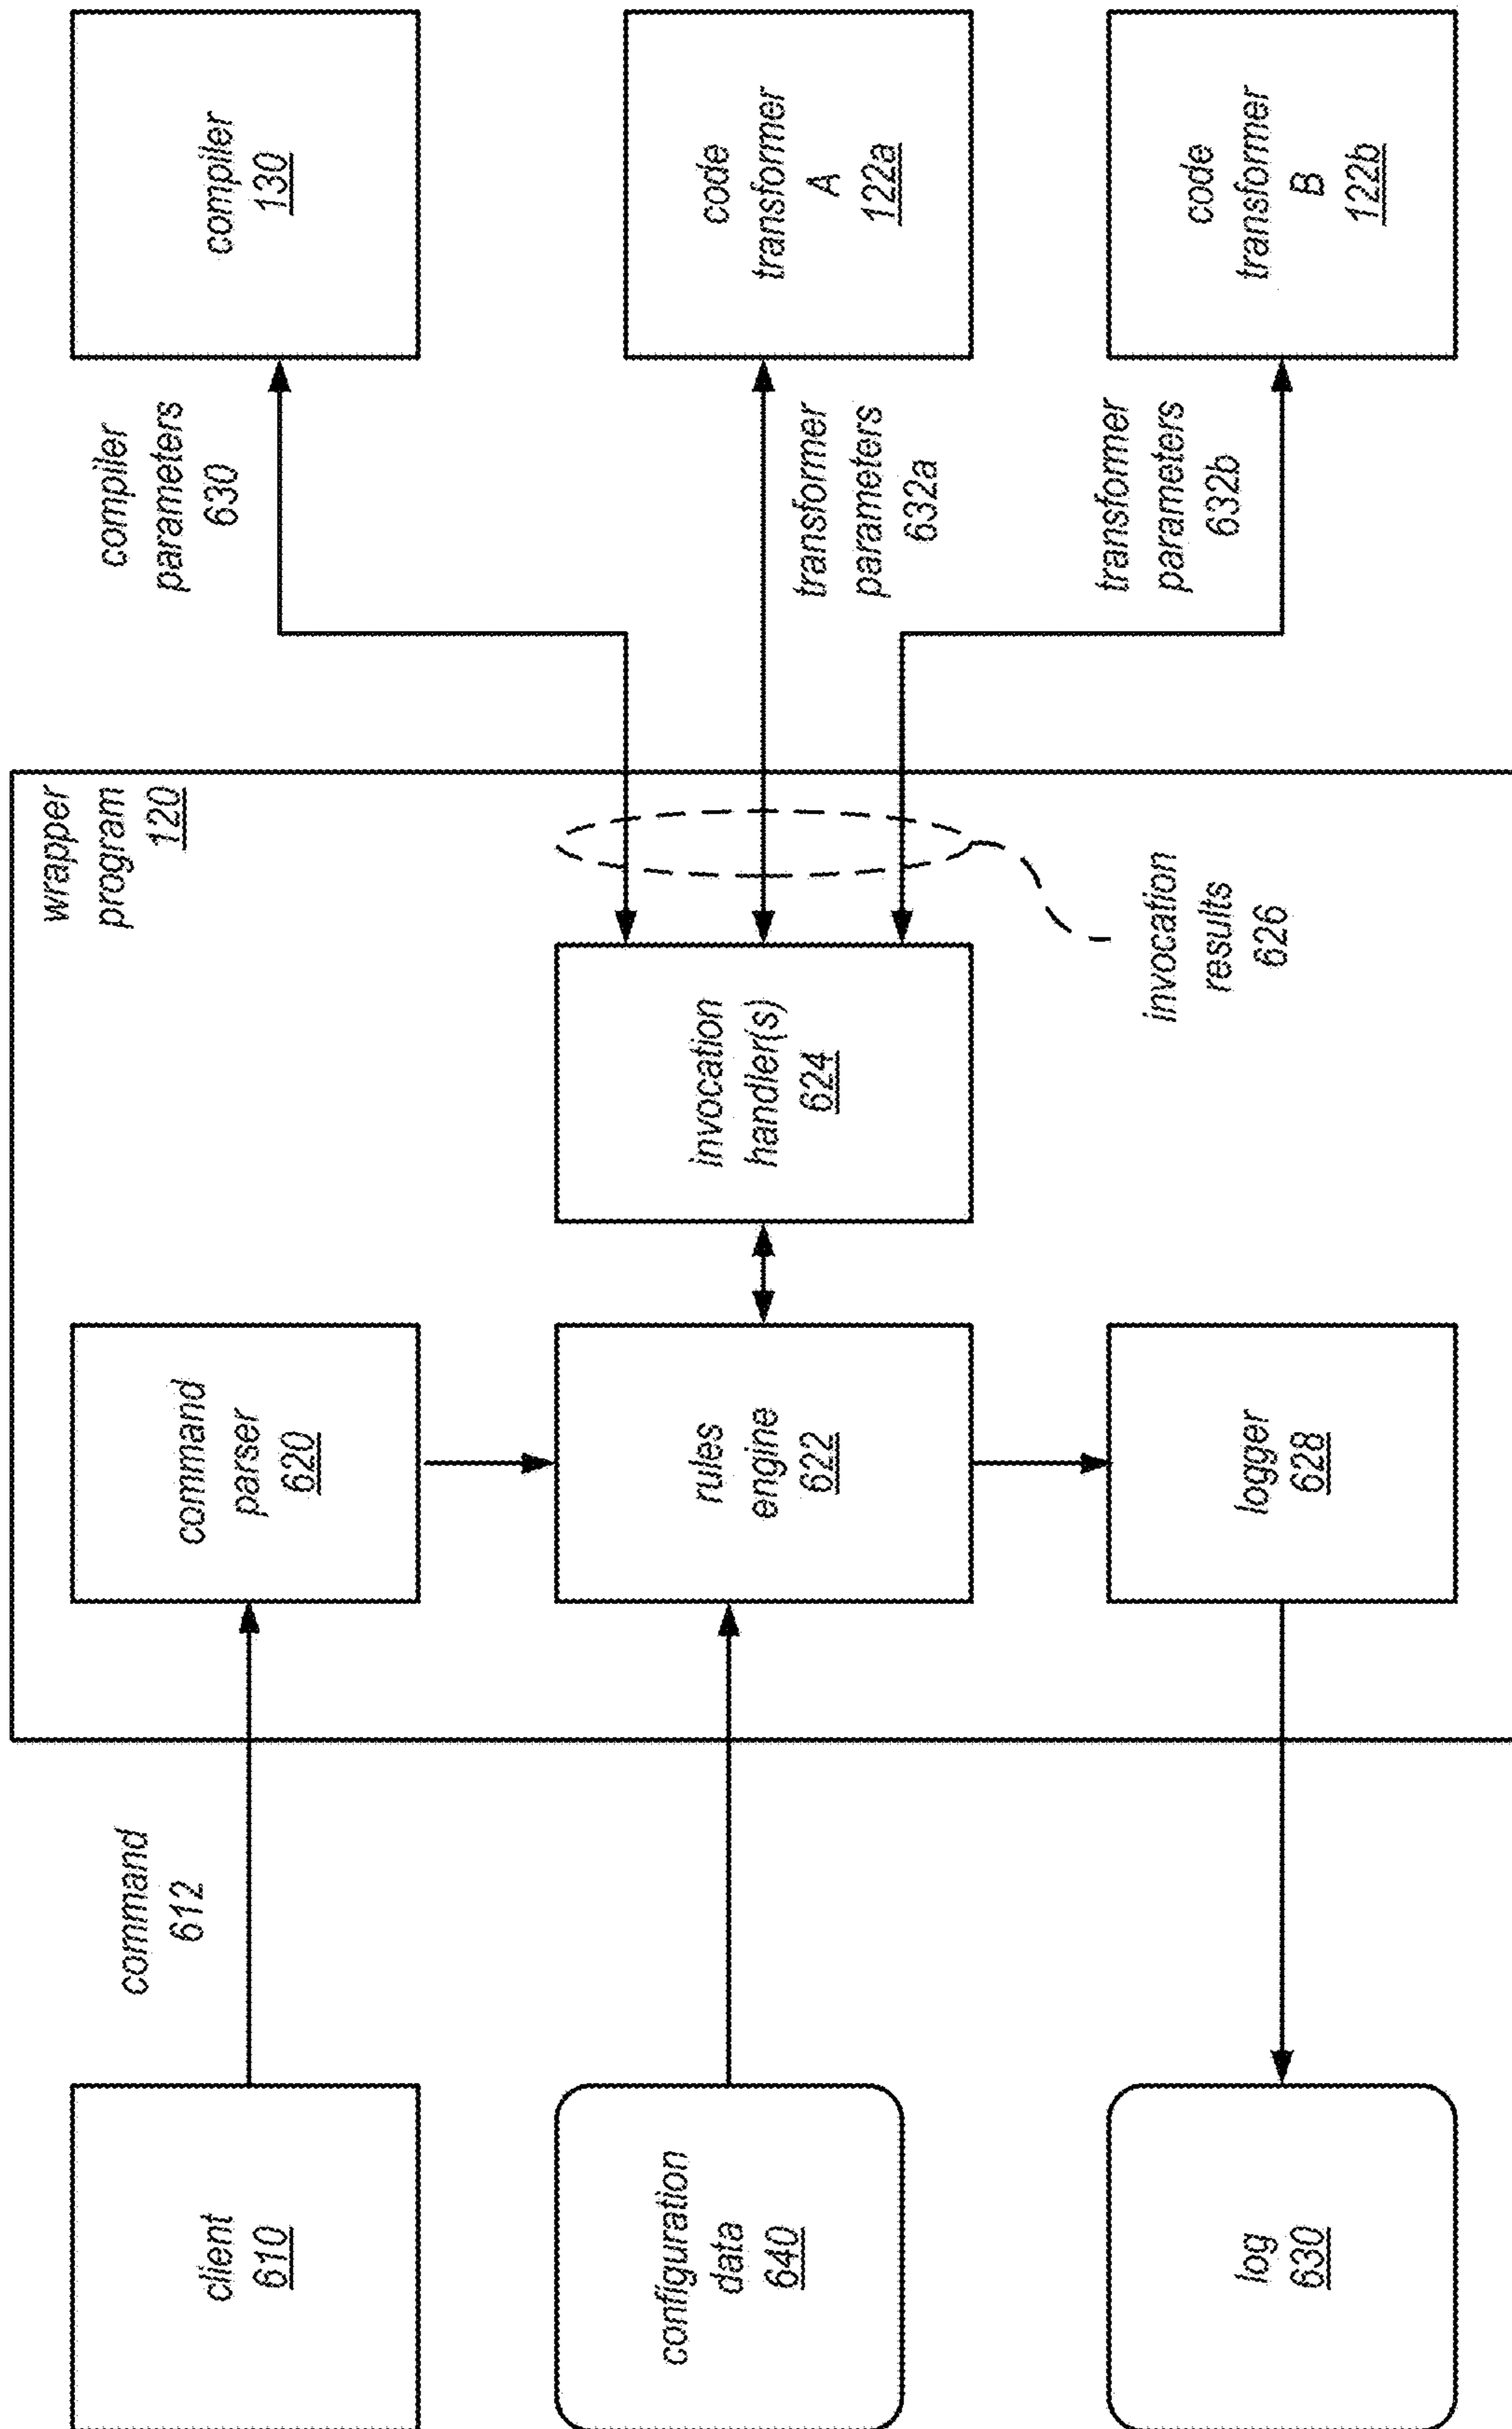 client
610
command
612
configuration
data
640
log
630
wrapper
program
120
command
parser
620
rules
engine
622
logger
628
invocation
handler(s)
624
invocation
results
626
compiler
parameters
630
transformer
parameters
632a
transformer
parameters
632b
compiler
130
code
transformer
A
122a
code
transformer
B
122b